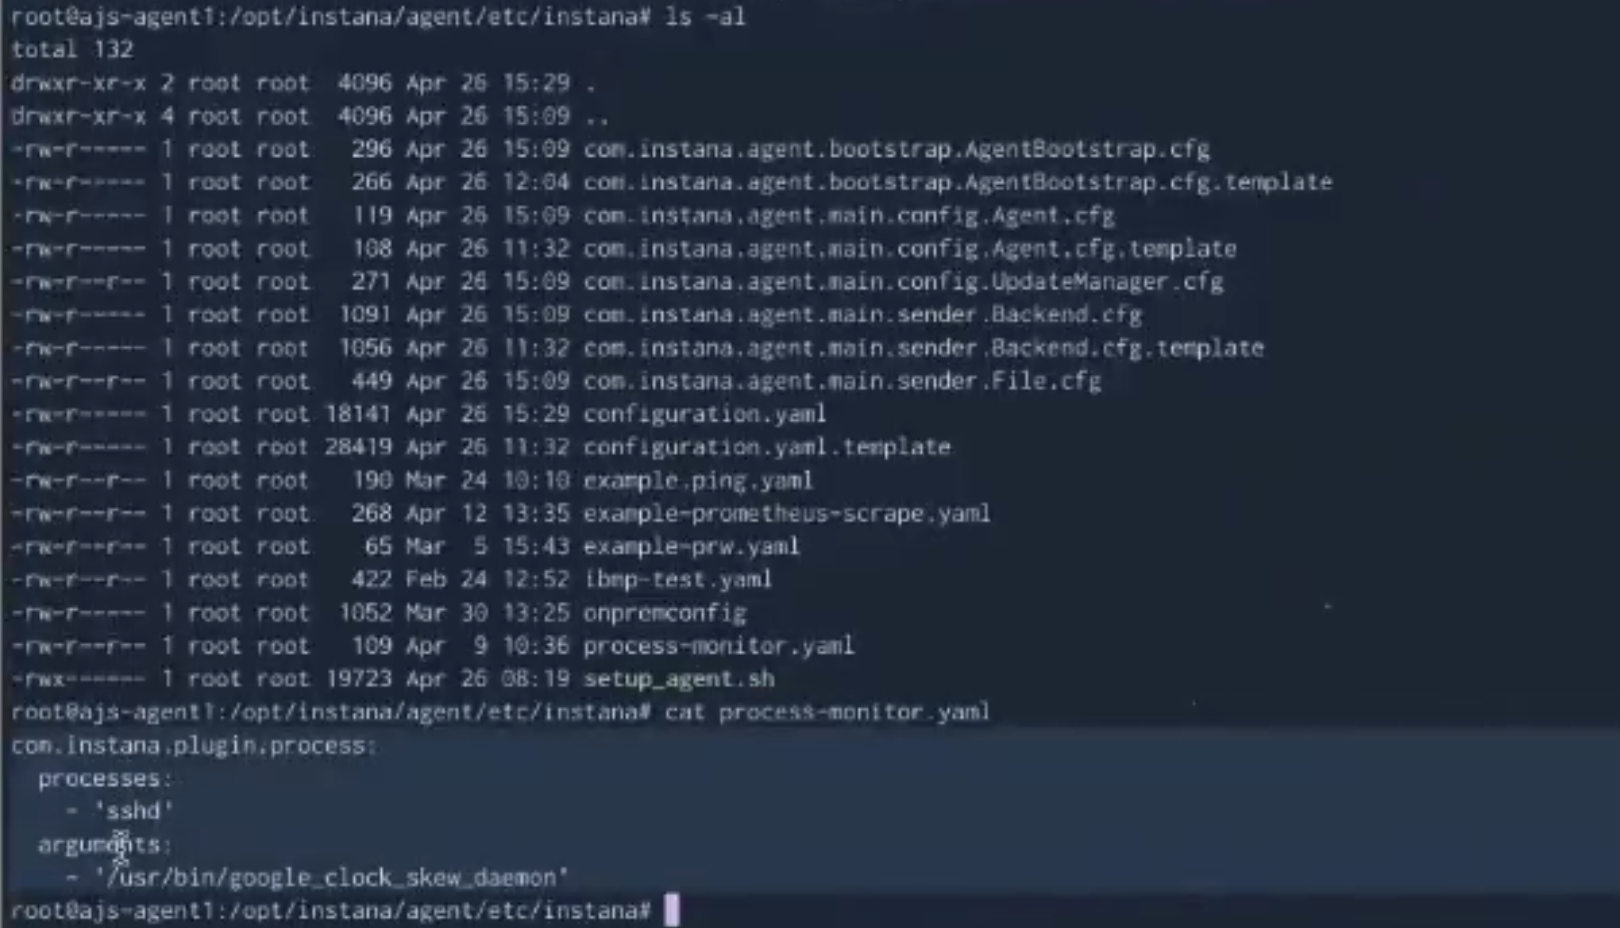 root@ajs-agent1:/opt/instana/agent/etc/instana# ls -al
total 132
drwxr-xr-x 2 root root  4096 Apr 26 15:29 .
drwxr-xr-x 4 root root  4096 Apr 26 15:09 ..
-rw-r----- 1 root root   296 Apr 26 15:09 com.instana.agent.bootstrap.AgentBootstrap.cfg
-rw-r----- 1 root root   266 Apr 26 12:04 com.instana.agent.bootstrap.AgentBootstrap.cfg.template
-rw-r----- 1 root root   119 Apr 26 15:09 com.instana.agent.main.config.Agent.cfg
-rw-r----- 1 root root   108 Apr 26 11:32 com.instana.agent.main.config.Agent.cfg.template
-rw-r--r-- 1 root root   271 Apr 26 15:09 com.instana.agent.main.config.UpdateManager.cfg
-rw-r----- 1 root root  1091 Apr 26 15:09 com.instana.agent.main.sender.Backend.cfg
-rw-r----- 1 root root  1056 Apr 26 11:32 com.instana.agent.main.sender.Backend.cfg.template
-rw-r--r-- 1 root root   449 Apr 26 15:09 com.instana.agent.main.sender.File.cfg
-rw-r----- 1 root root 18141 Apr 26 15:29 configuration.yaml
-rw-r----- 1 root root 28419 Apr 26 11:32 configuration.yaml.template
-rw-r--r-- 1 root root   190 Mar 24 10:10 example.ping.yaml
-rw-r--r-- 1 root root   268 Apr 12 13:35 example-prometheus-scrape.yaml
-rw-r--r-- 1 root root    65 Mar  5 15:43 example-prw.yaml
-rw-r--r-- 1 root root   422 Feb 24 12:52 ibmp-test.yaml
-rw-r----- 1 root root  1052 Mar 30 13:25 onpremconfig
-rw-r--r-- 1 root root   109 Apr  9 10:36 process-monitor.yaml
-rwx------ 1 root root 19723 Apr 26 08:19 setup_agent.sh
root@ajs-agent1:/opt/instana/agent/etc/instana# cat process-monitor.yaml
com.instana.plugin.process:
  processes:
    - 'sshd'
  arguments:
    - '/usr/bin/google_clock_skew_daemon'
root@ajs-agent1:/opt/instana/agent/etc/instana#